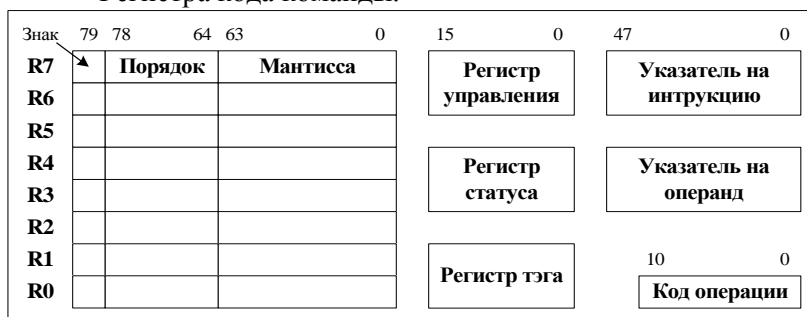 Регистра кода команды.
Знак 79 78 64 63 0 15 0 47 0
R7 Порядок Мантисса Регистр управления Указатель на интрукцию
R6
R5
R4 Регистр статуса Указатель на операнд
R3
R2
R1 Регистр тэга 10 0
R0 Код операции